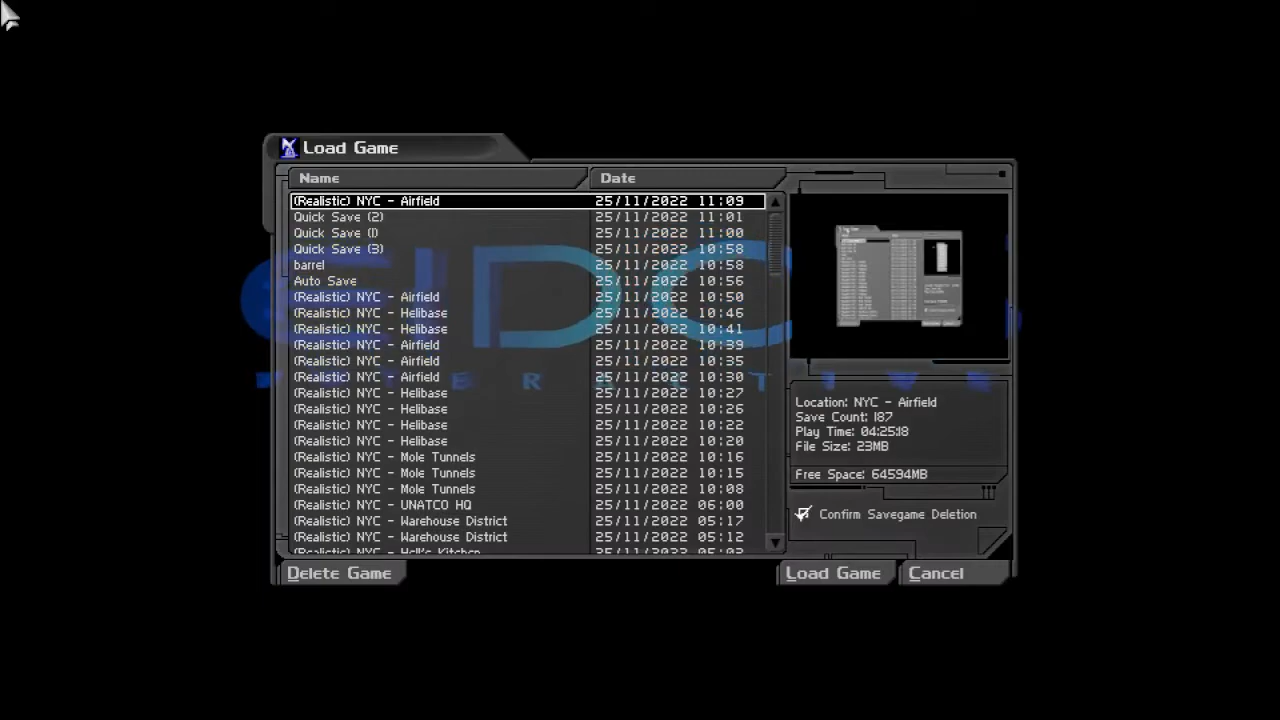 Load Game
Name Date
(Realistic) NYC - Airfield 25/11/2022 11:09
Quick Save (2) 25/11/2022 11:01
Quick Save (1) 25/11/2022 11:00
Quick Save (3) 25/11/2022 10:58
barrel 25/11/2022 10:58
Auto Save 25/11/2022 10:56
(Realistic) NYC - Airfield 25/11/2022 10:50
(Realistic) NYC - Helibase 25/11/2022 10:46
(Realistic) NYC - Helibase 25/11/2022 10:41
(Realistic) NYC - Airfield 25/11/2022 10:39
(Realistic) NYC - Airfield 25/11/2022 10:35
(Realistic) NYC - Airfield 25/11/2022 10:30
(Realistic) NYC - Helibase 25/11/2022 10:27
(Realistic) NYC - Helibase 25/11/2022 10:26
(Realistic) NYC - Helibase 25/11/2022 10:22
(Realistic) NYC - Helibase 25/11/2022 10:20
(Realistic) NYC - Mole Tunnels 25/11/2022 10:16
(Realistic) NYC - Mole Tunnels 25/11/2022 10:15
(Realistic) NYC - Mole Tunnels 25/11/2022 10:08
(Realistic) NYC - UNATCO HQ 25/11/2022 06:00
(Realistic) NYC - Warehouse District 25/11/2022 05:17
(Realistic) NYC - Warehouse District 25/11/2022 05:12
(Realistic) NYC - Hell's Kitchen 25/11/2022 05:02
Location: NYC - Airfield
Save Count: 187
Play Time: 04:25:18
File Size: 23MB
Free Space: 64594MB
Confirm Savegame Deletion
Delete Game Load Game Cancel